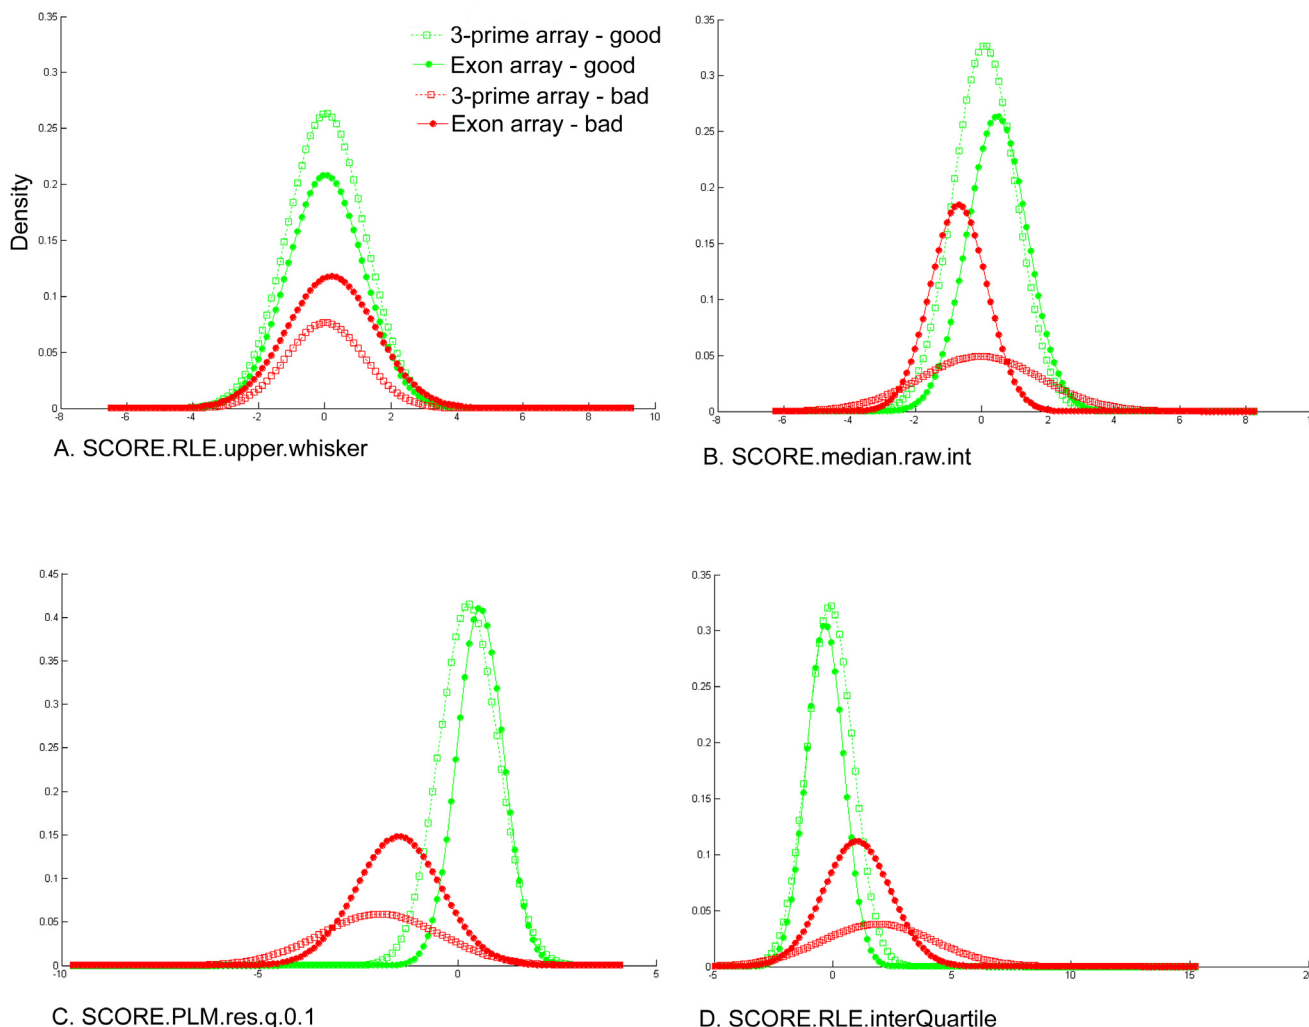 3-prime array - good
Exon array - good
3-prime array - bad
Exon array - bad
Density
0.35
0.3
0.25
0.2
0.15
0.1
0.05
0
-8 -6 -4 -2 0 2 4 6 8 10
A. SCORE.RLE.upper.whisker
0.35
0.3
0.25
0.2
0.15
0.1
0.05
0
-8 -6 -4 -2 0 2 4 6 8
B. SCORE.median.raw.int
0.45
0.4
0.35
0.3
0.25
0.2
0.15
0.1
0.05
-10 -5 0 5
C. SCORE.PLM.res.q.0.1
0.35
0.3
0.25
0.2
0.15
0.1
0.05
0
-5 0 5 10 15
D. SCORE.RLE.interQuartile